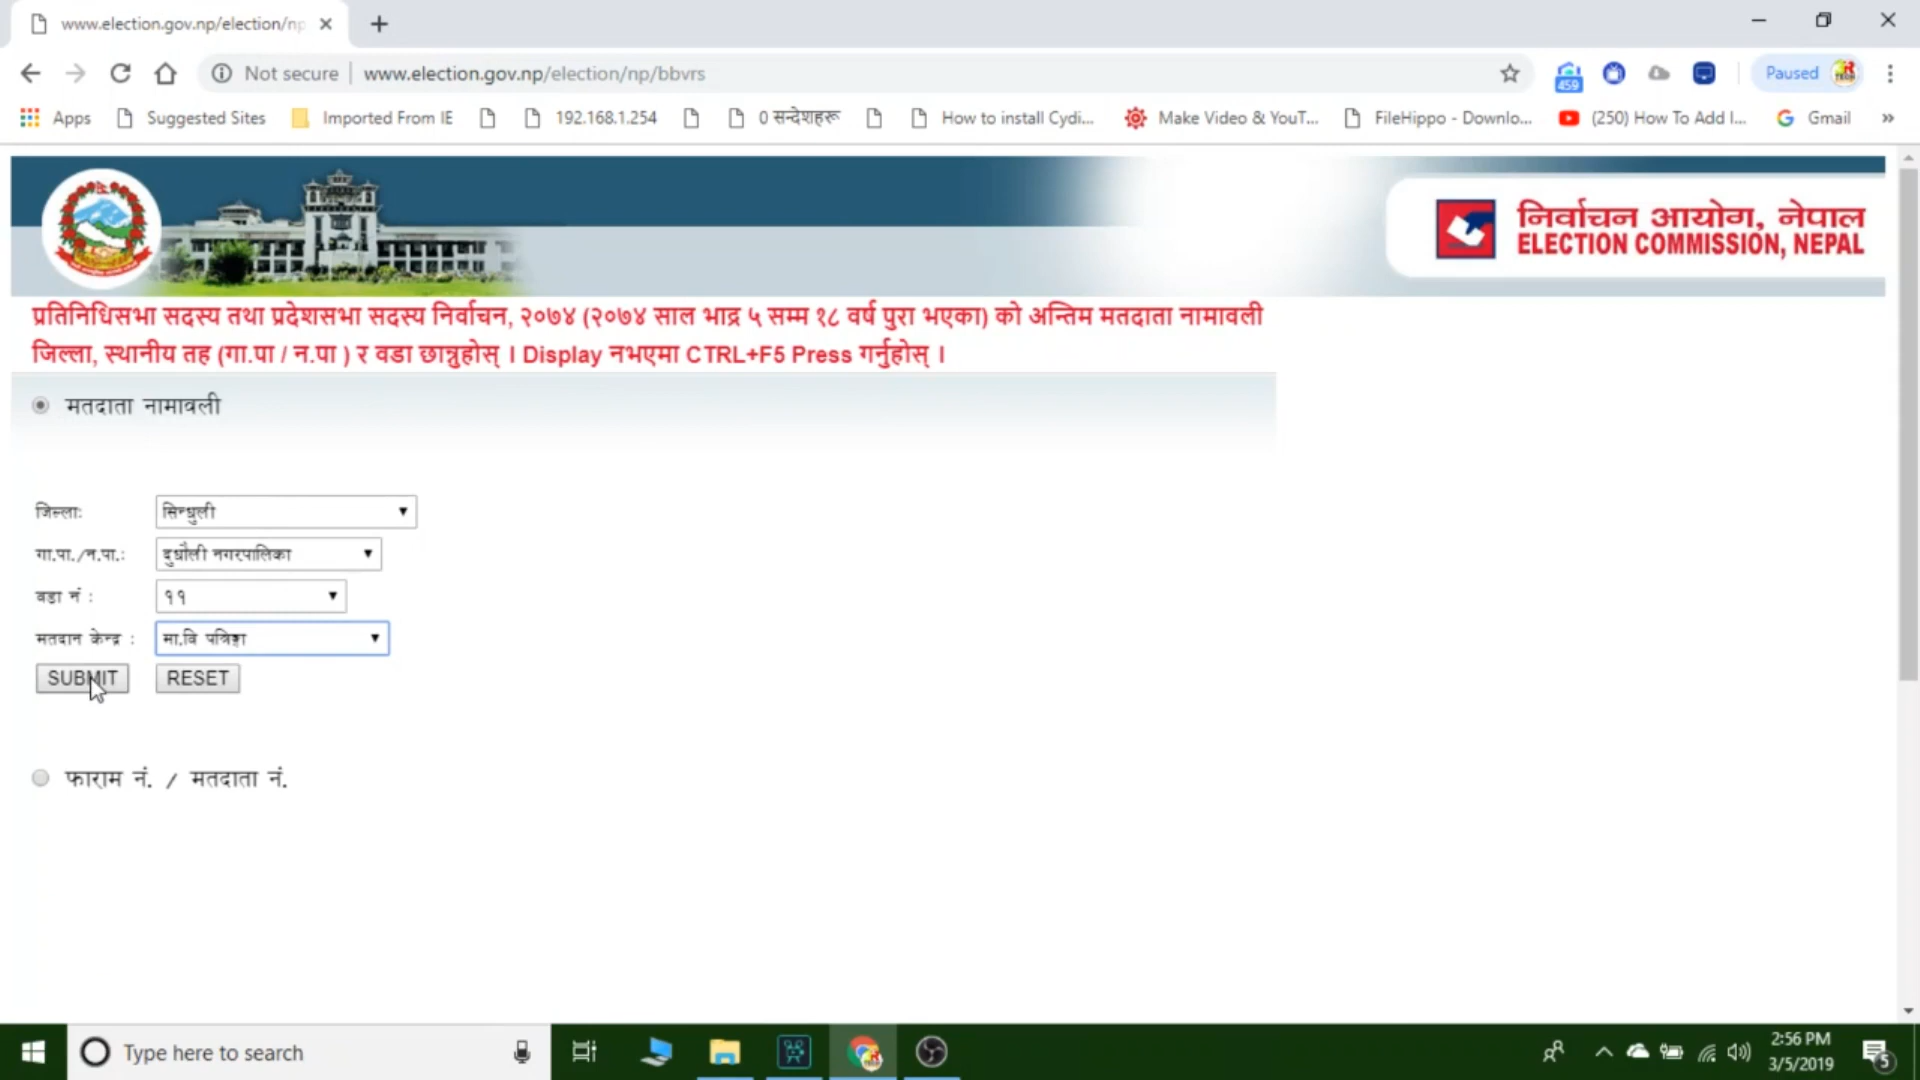 www.election.gov.np/election/np
Not secure
www.election.gov.np/election/np/bbvrs
459
Paused
Apps
Suggested Sites
Imported From IE
192.168.1.254
0 सन्देशहरू
How to install Cydi...
Make Video & YouT...
FileHippo - Downlo...
(250) How To Add I...
Gmail
»
निर्वाचन आयोग, नेपाल
ELECTION COMMISSION, NEPAL
प्रतिनिधिसभा सदस्य तथा प्रदेशसभा सदस्य निर्वाचन, २०७४ (२०७४ साल भाद्र ५ सम्म १८ वर्ष पुरा भएका) को अन्तिम मतदाता नामावली
जिल्ला, स्थानीय तह (गा.पा / न.पा ) र वडा छान्नुहोस् । Display नभएमा CTRL+F5 Press गर्नुहोस् ।
मतदाता नामावली
जिल्ला: सिन्धुली
गा.पा./न.पा.: दुधौली नगरपालिका
वडा नं : ११
मतदान केन्द्र : मा.वि
SUBMIT RESET
फाराम नं. / मतदाता नं.
Type here to search
2:56 PM
3/5/2019
5